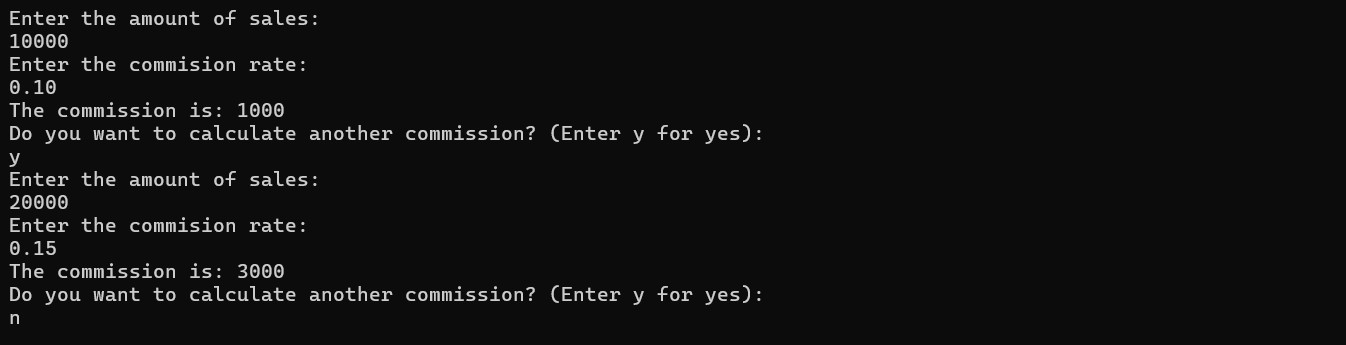 Enter the amount of sales:
10000
Enter the commision rate:
0.10
The commission is: 1000
Do you want to calculate another commission? (Enter y for yes):
y
Enter the amount of sales:
20000
Enter the commision rate:
0.15
The commission is: 3000
Do you want to calculate another commission? (Enter y for yes):
n